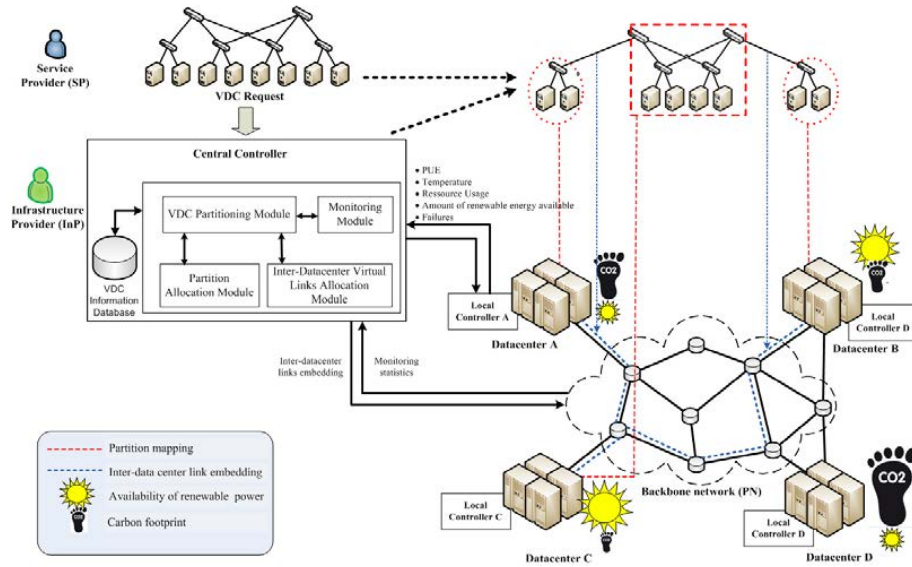 Service
Provider (SP)
VDC Request
Central Controller
VDC Partitioning Module
Monitoring
Module
Partition
Allocation Module
Inter-Datacenter Virtual
Links Allocation
Module
Infrastructure
Provider (InP)
VDC
Information
Database
• PUE
• Temperature
• Ressource Usage
• Amount of renewable energy available
• Failures
Local
Controller A
Datacenter A
CO2
CO2
Local
Controller D
Datacenter B
Inter-datacenter
links embedding
Monitoring
statistics
Backbone network (PN)
Local
Controller C
Datacenter C
Local
Controller D
Datacenter D
CO2
Partition mapping
Inter-data center link embedding
Availability of renewable power
Carbon footprint